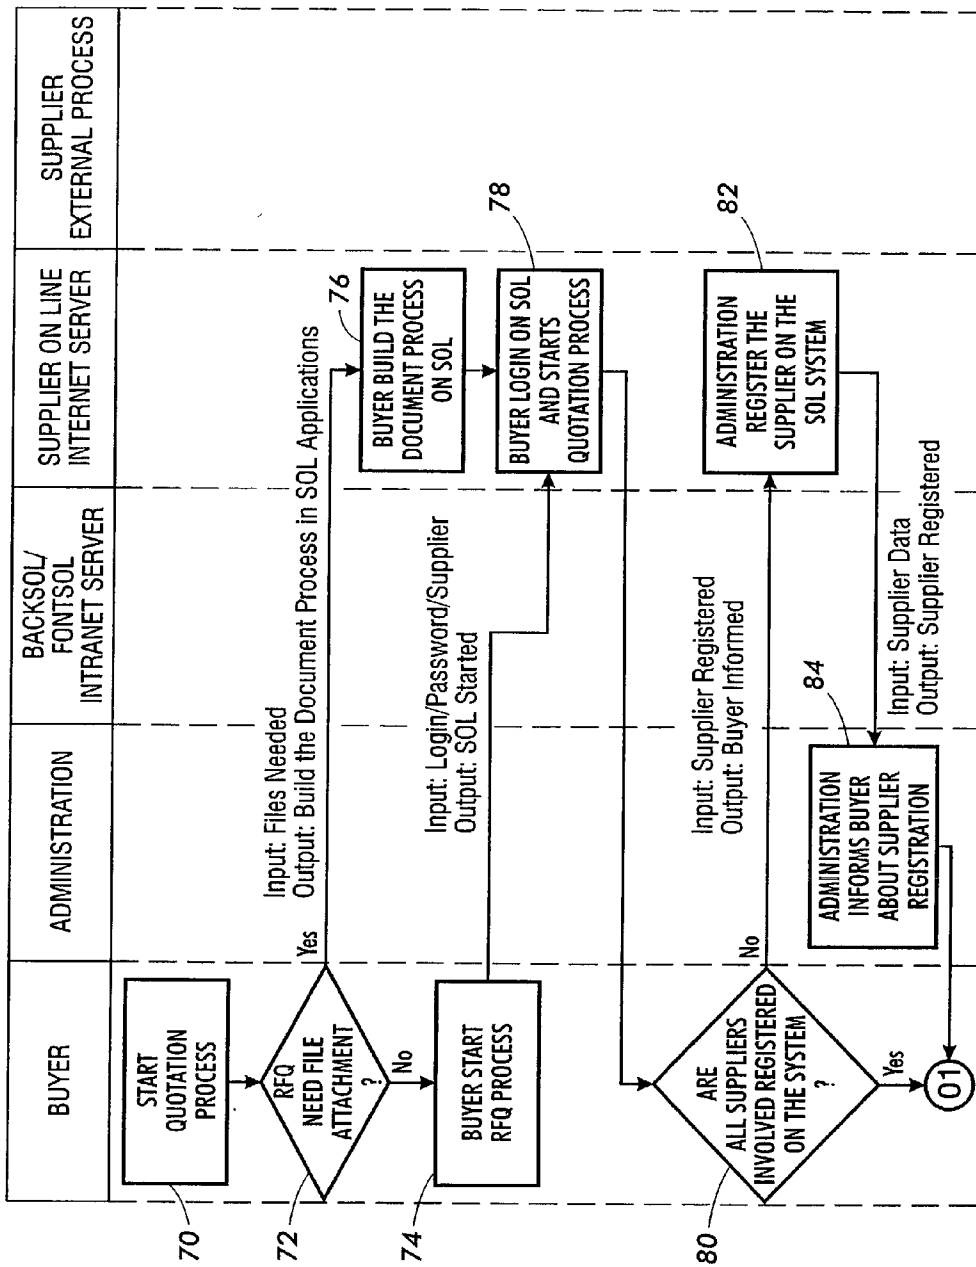 BUYER
ADMINISTRATION
BACKSOL/
FONTSOL
INTRANET SERVER
SUPPLIER ON LINE
INTERNET SERVER
SUPPLIER
EXTERNAL PROCESS
70
START
QUOTATION
PROCESS
72
RFQ
NEED FILE
ATTACHMENT
?
Yes
No
Input: Files Needed
Output: Build the Document Process in SOL Applications
76
BUYER BUILD THE
DOCUMENT PROCESS
ON SOL
74
BUYER START
RFQ PROCESS
Input: Login/Password/Supplier
Output: SOL Started
78
BUYER LOGIN ON SOL
AND STARTS
QUOTATION PROCESS
80
ARE
ALL SUPPLIERS
INVOLVED REGISTERED
ON THE SYSTEM
?
No
Yes
Input: Supplier Registered
Output: Buyer Informed
82
ADMINISTRATION
REGISTER THE
SUPPLIER ON THE
SOL SYSTEM
84
ADMINISTRATION
INFORMS BUYER
ABOUT SUPPLIER
REGISTRATION
Input: Supplier Data
Output: Supplier Registered
01